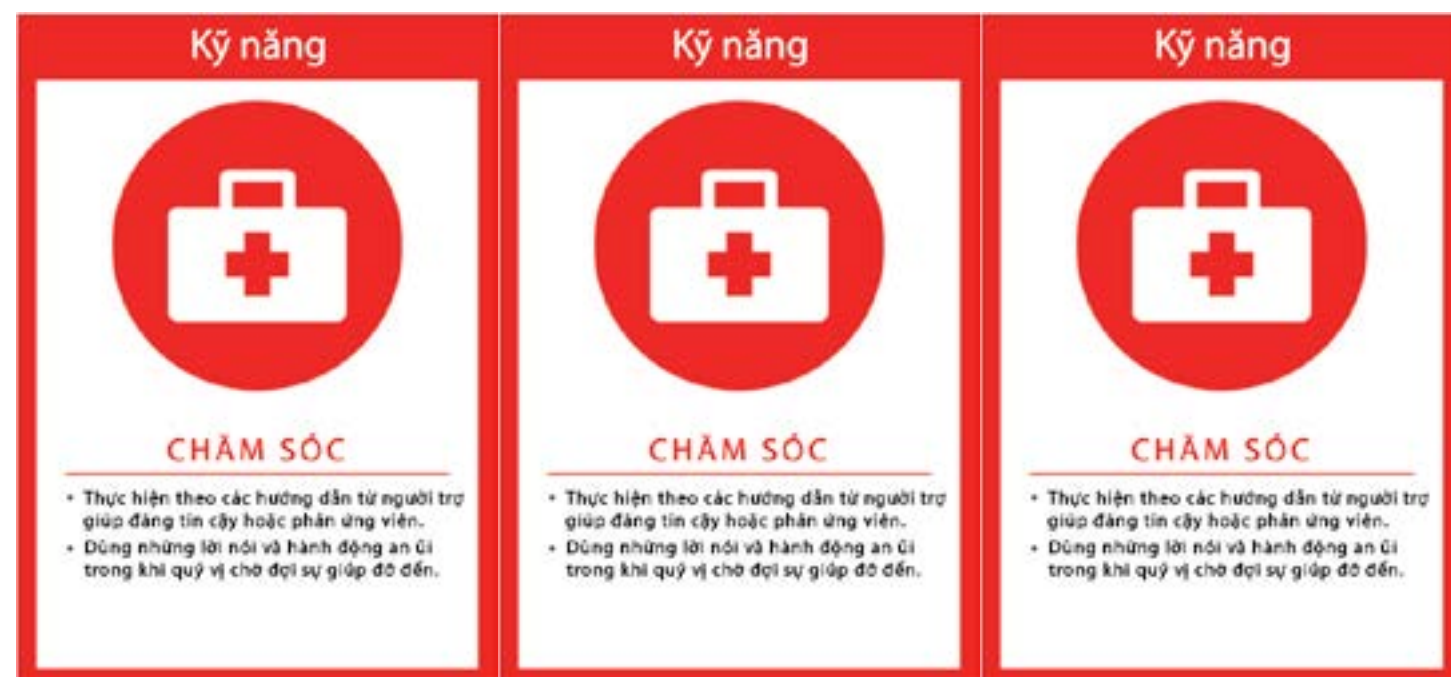 Kỹ năng
CHĂM SÓC
• Thực hiện theo các hướng dẫn từ người trợ
giúp đáng tin cậy hoặc phản ứng viên.
• Dùng những lời nói và hành động an ủi
trong khi quý vị chờ đợi sự giúp đỡ đến.
Kỹ năng
CHĂM SÓC
• Thực hiện theo các hướng dẫn từ người trợ
giúp đáng tin cậy hoặc phản ứng viên.
• Dùng những lời nói và hành động an ủi
trong khi quý vị chờ đợi sự giúp đỡ đến.
Kỹ năng
CHĂM SÓC
• Thực hiện theo các hướng dẫn từ người trợ
giúp đáng tin cậy hoặc phản ứng viên.
• Dùng những lời nói và hành động an ủi
trong khi quý vị chờ đợi sự giúp đỡ đến.